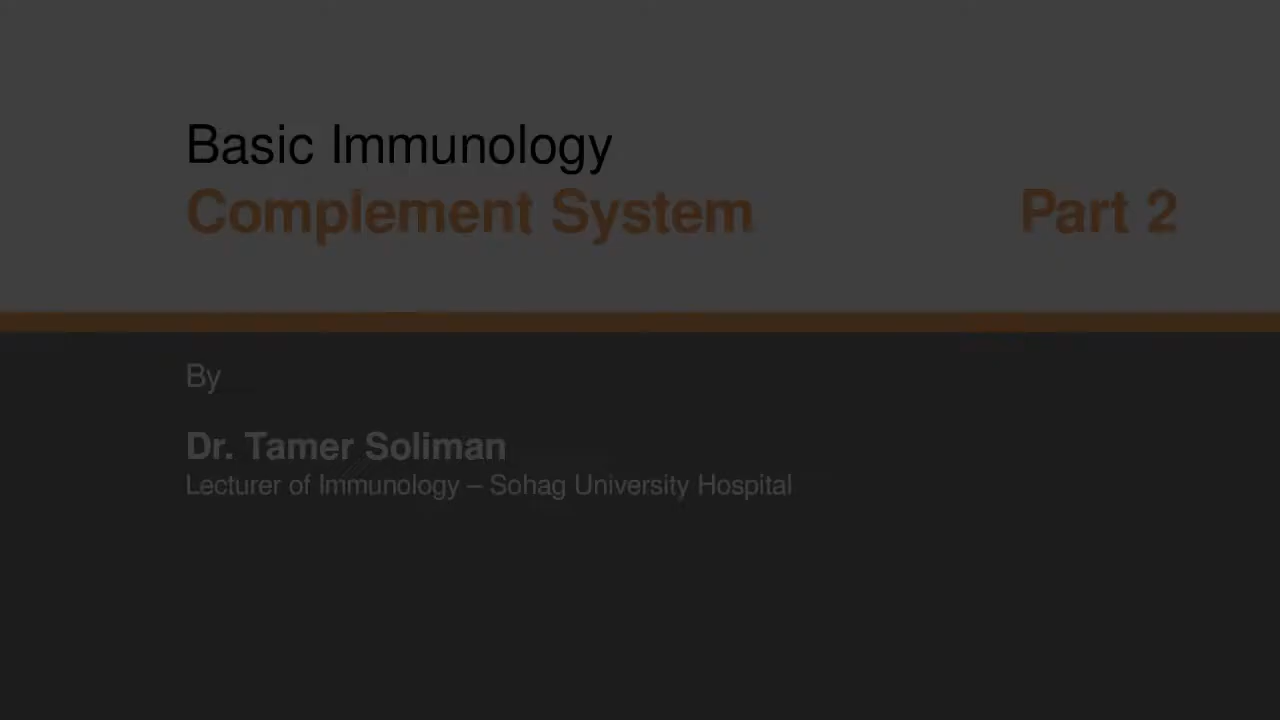 Basic Immunology
Complement System Part 2
By
Dr. Tamer Soliman
Lecturer of Immunology – Sohag University Hospital